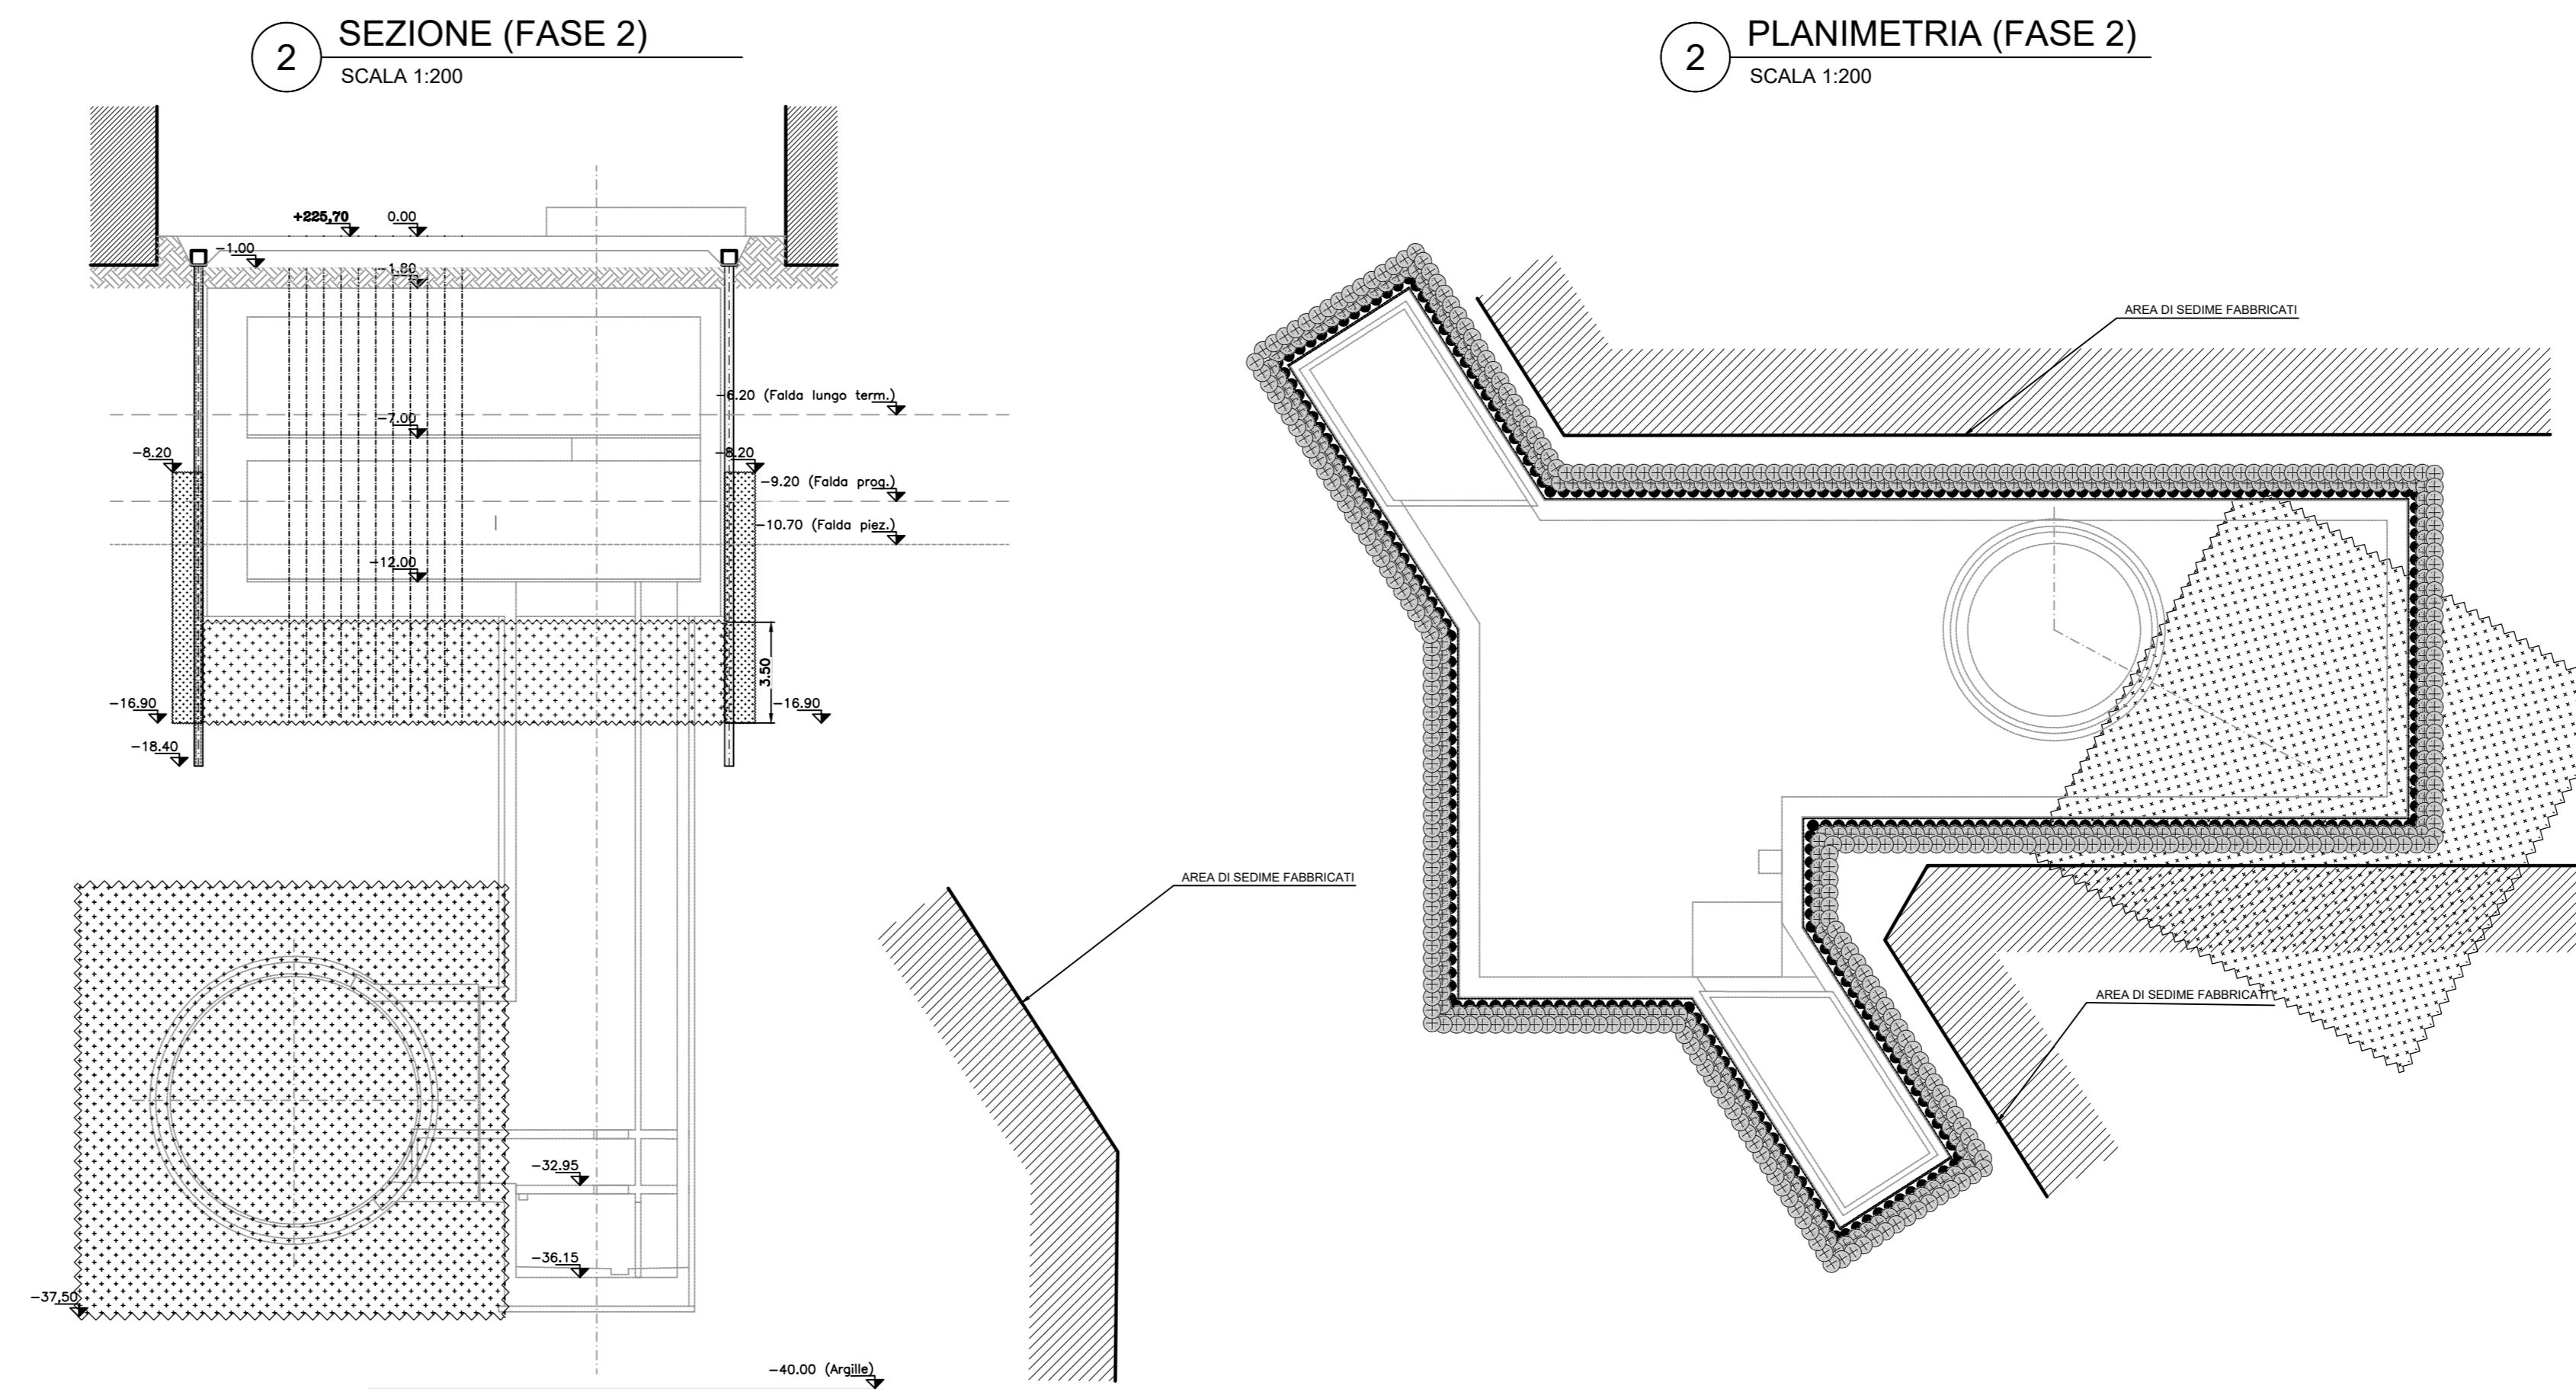 2
SEZIONE (FASE 2)
SCALA 1:200
2
PLANIMETRIA (FASE 2)
SCALA 1:200
+225,70
0.00
-1.00
-1.80
-6.20 (Falda lungo term.)
-7.00
-8.20
-8.20
-9.20 (Falda prog.)
-10.70 (Falda piez.)
-12.00
3.50
-16.90
-16.90
-18.40
-32.95
-36.15
-37,50
-40.00 (Argille)
AREA DI SEDIME FABBRICATI
AREA DI SEDIME FABBRICATI
AREA DI SEDIME FABBRICATI